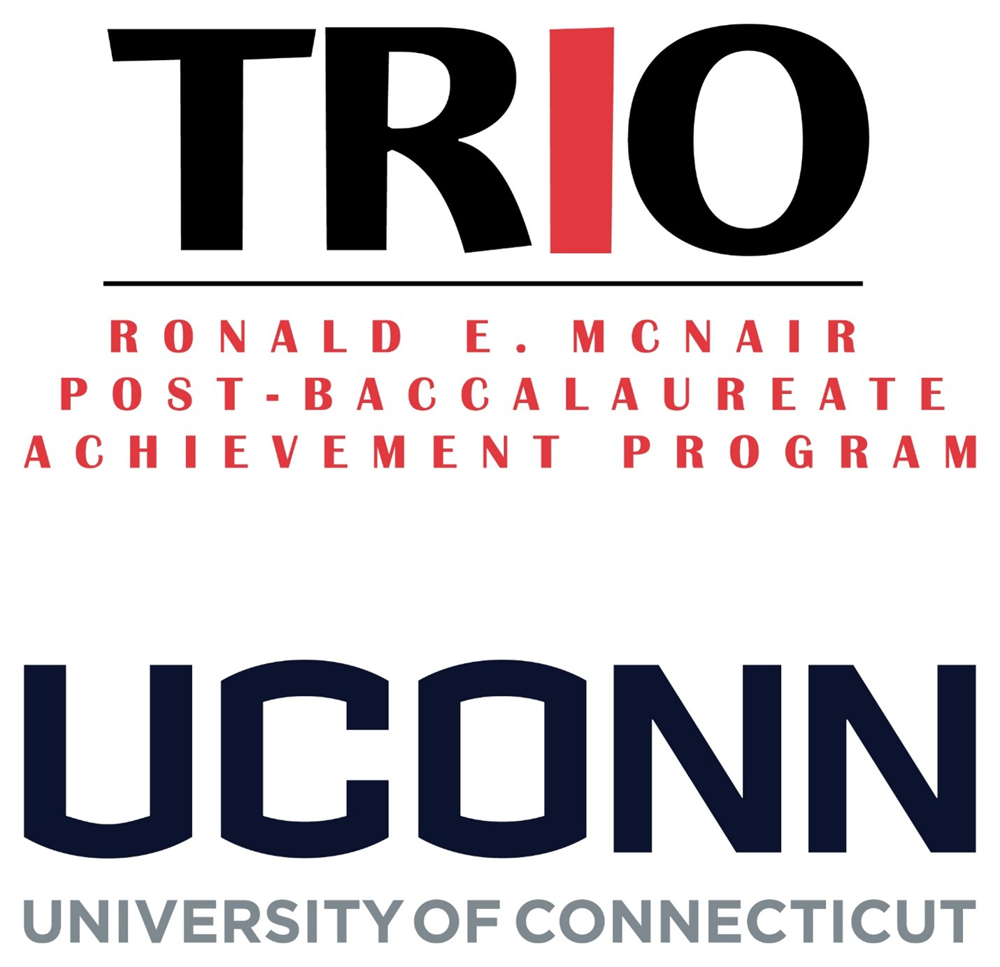 TRIO
RONALD E. MCNAIR
POST-BACCALAUREATE
ACHIEVEMENT PROGRAM
UCONN
UNIVERSITY OF CONNECTICUT